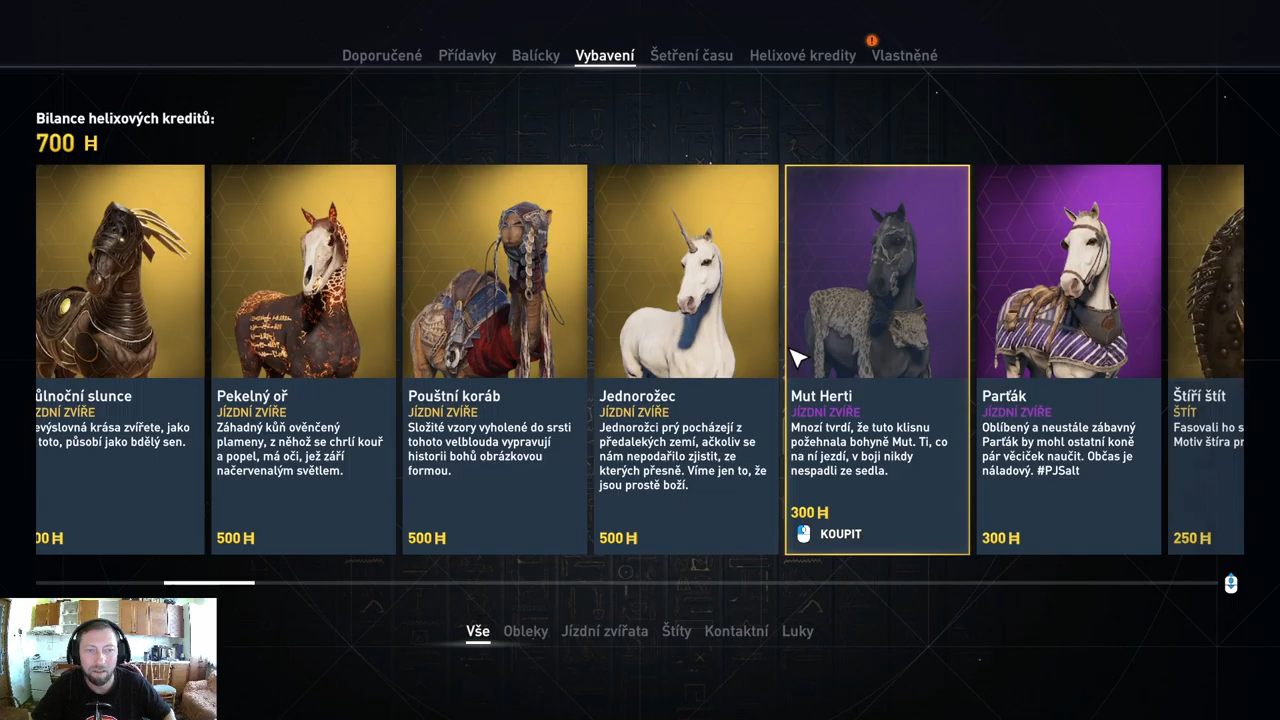 Doporučené Přídavky Balícky Vybavení Šetření času Helixové kredity Vlastněné
Bilance helixových kreditů:
700 H
ůlnoční slunce
ÍZDNÍ ZVÍŘE
evýslovná krása zvířete, jako
toto, působí jako bdělý sen.
00 H
Pekelný oř
JÍZDNÍ ZVÍŘE
Záhadný kůň ověnčený
plameny, z něhož se chrlí kouř
a popel, má oči, jež září
načervenalým světlem.
500 H
Pouštní koráb
JÍZDNÍ ZVÍŘE
Složité vzory vyholené do srsti
tohoto velblouda vypravují
historii bohů obrázkovou
formou.
500 H
Jednorožec
JÍZDNÍ ZVÍŘE
Jednorožci prý pocházejí z
předalekých zemí, ačkoliv se
nám nepodařilo zjistit, ze
kterých přesně. Víme jen to, že
jsou prostě boží.
500 H
Mut Herti
JÍZDNÍ ZVÍŘE
Mnozí tvrdí, že tuto klisnu
požehnala bohyně Mut. Ti, co
na ní jezdí, v boji nikdy
nespadli ze sedla.
300 H
KOUPIT
Parťák
JÍZDNÍ ZVÍŘE
Oblíbený a neustále zábavný
Parťák by mohl ostatní koně
pár věciček naučit. Občas je
náladový. #PJSalt
300 H
Štíří štít
ŠTÍT
Fasovali ho s
Motiv štíra př
250 H
Vše Obleky Jízdní zvířata Štíty Kontaktní Luky